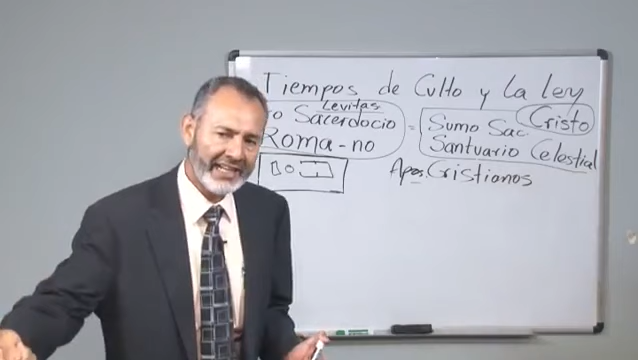 Tiempos de Culto y La Ley
Levitas
Sacerdocio = Sumo Sac. Cristo
Roma-no Santuario Celestial
Apos. Cristianos